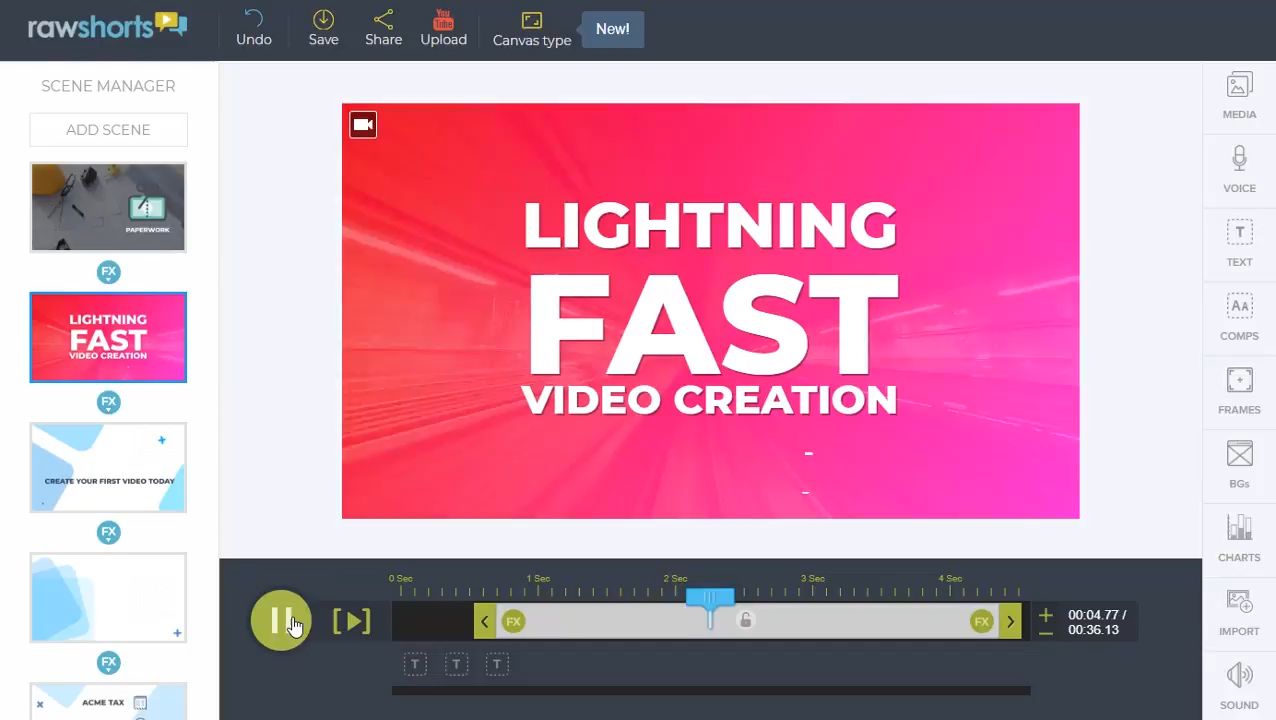 rawshorts
Undo
Save
Share
You Tube
Upload
Canvas type
New!
SCENE MANAGER
ADD SCENE
PAPERWORK
FX
LIGHTNING
FAST
VIDEO CREATION
FX
CREATE YOUR FIRST VIDEO TODAY
FX
FX
ACME TAX
LIGHTNING
FAST
VIDEO CREATION
0 Sec 1 Sec 2 Sec 3 Sec 4 Sec
FX FX
00:04.77 /
00:36.13
T T T
MEDIA
VOICE
T
TEXT
AA
COMPS
FRAMES
BGs
CHARTS
IMPORT
SOUND